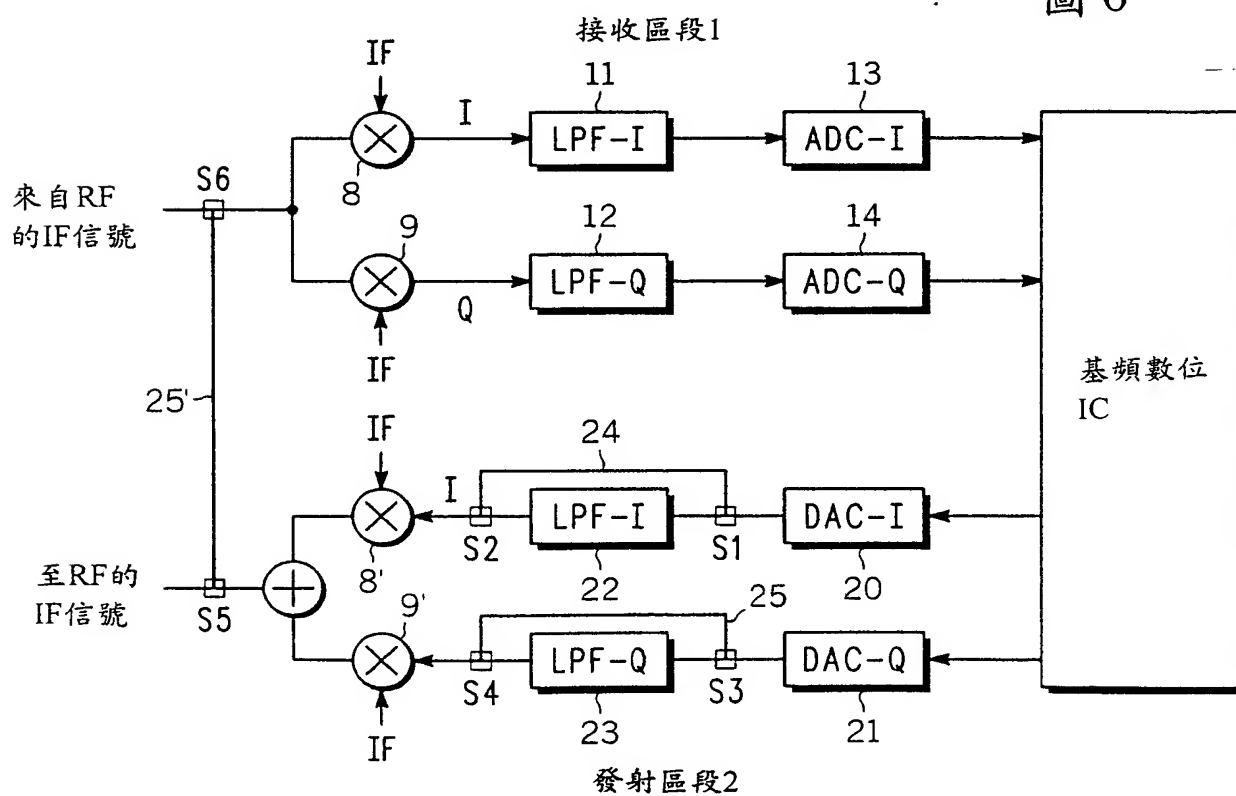 圖 6
接收區段1
IF
I
11
13
LPF-I
ADC-I
8
S6
來自RF
的IF信號
9
12
14
LPF-Q
ADC-Q
Q
IF
25'
基頻數位
IC
IF
24
I
LPF-I
DAC-I
S2
S1
8'
22
20
至RF的
IF信號
S5
9'
25
LPF-Q
DAC-Q
S4
S3
23
21
IF
發射區段2